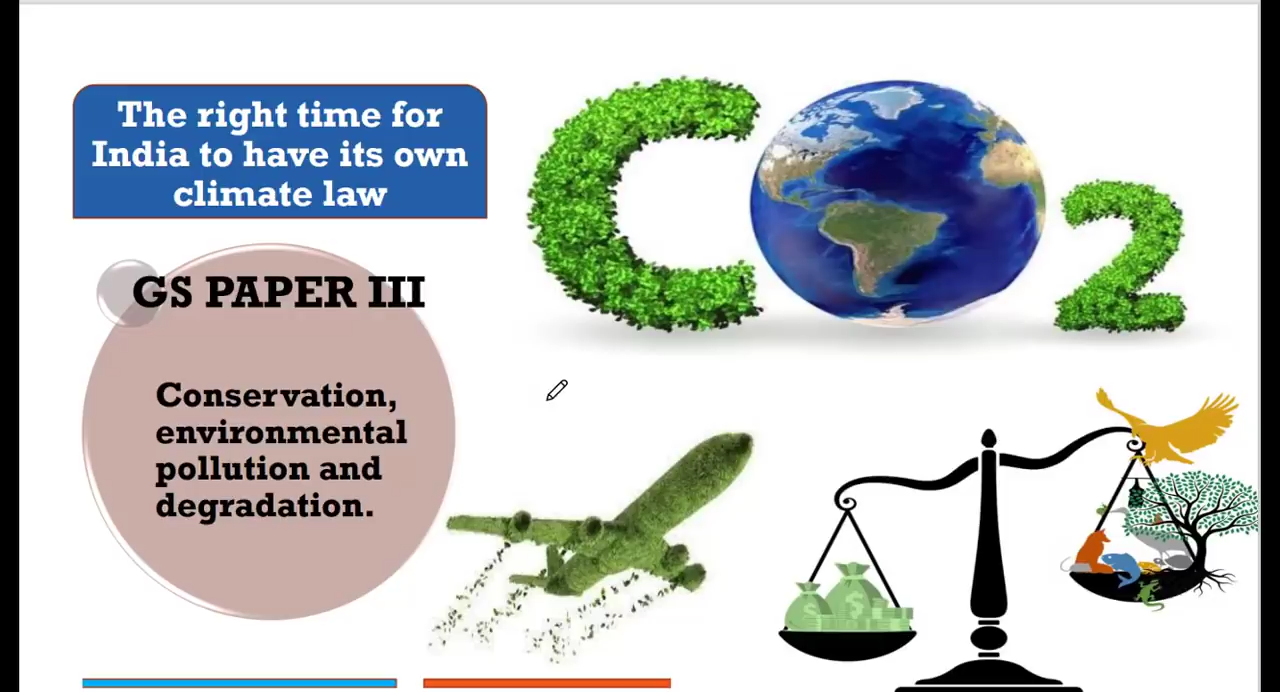 The right time for
India to have its own
climate law
GS PAPER III
Conservation,
environmental
pollution and
degradation.
C 2
$ $